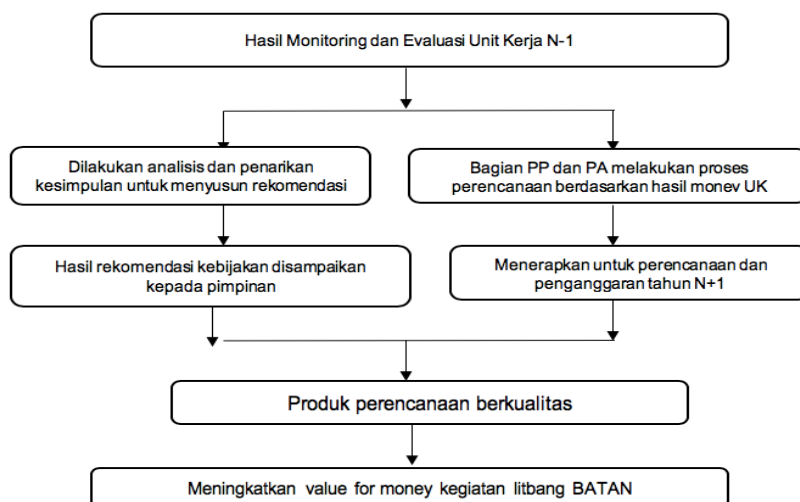 Hasil Monitoring dan Evaluasi Unit Kerja N-1
Dilakukan analisis dan penarikan
kesimpulan untuk menyusun rekomendasi
Bagian PP dan PA melakukan proses
perencanaan berdasarkan hasil monev UK
Hasil rekomendasi kebijakan disampaikan
kepada pimpinan
Menerapkan untuk perencanaan dan
penganggaran tahun N+1
Produk perencanaan berkualitas
Meningkatkan value for money kegiatan litbang BATAN